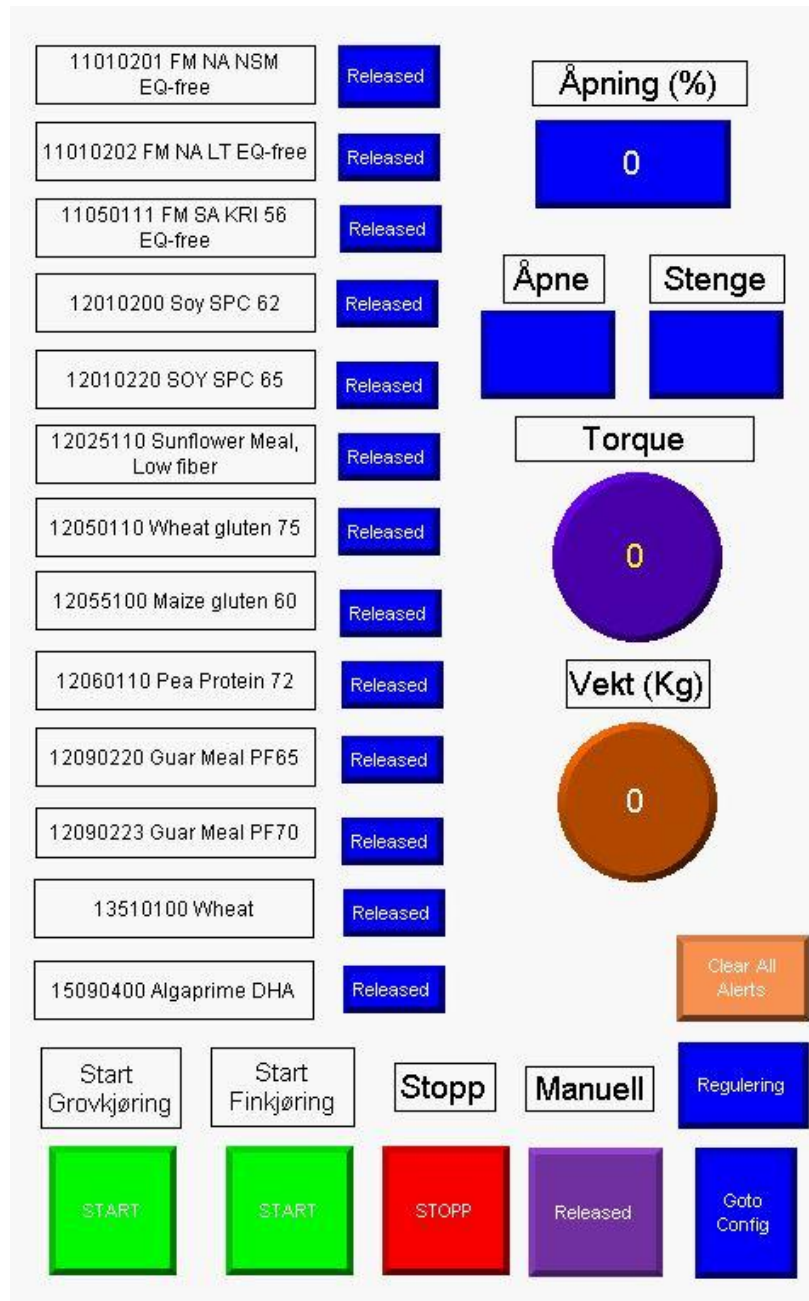 11010201 FM NA NSM
EQ-free
Released
11010202 FM NA LT EQ-free
Released
11050111 FM SA KRI 56
EQ-free
Released
12010200 Soy SPC 62
Released
12010220 SOY SPC 65
Released
12025110 Sunflower Meal,
Low fiber
Released
12050110 Wheat gluten 75
Released
12055100 Maize gluten 60
Released
12060110 Pea Protein 72
Released
12090220 Guar Meal PF65
Released
12090223 Guar Meal PF70
Released
13510100 Wheat
Released
15090400 Algaprime DHA
Released
Åpning (%)
0
Åpne
Stenge
Torque
0
Vekt (Kg)
0
Clear All
Alerts
Regulering
Start
Grovkjøring
START
Start
Finkjøring
START
Stopp
STOPP
Manuell
Released
Goto
Config